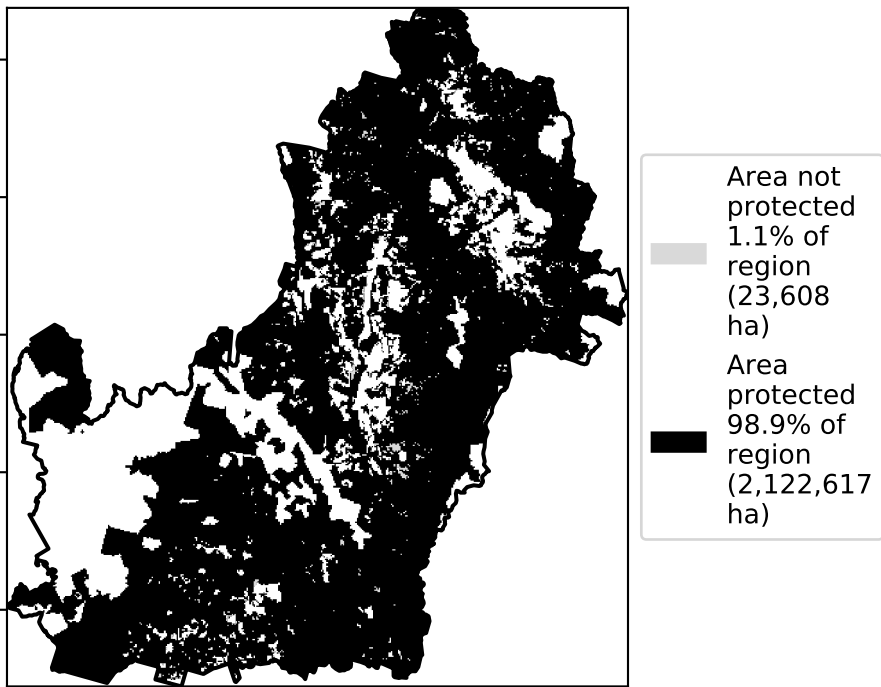 Area not
protected
1.1% of
region
(23,608
ha)
Area
protected
98.9% of
region
(2,122,617
ha)